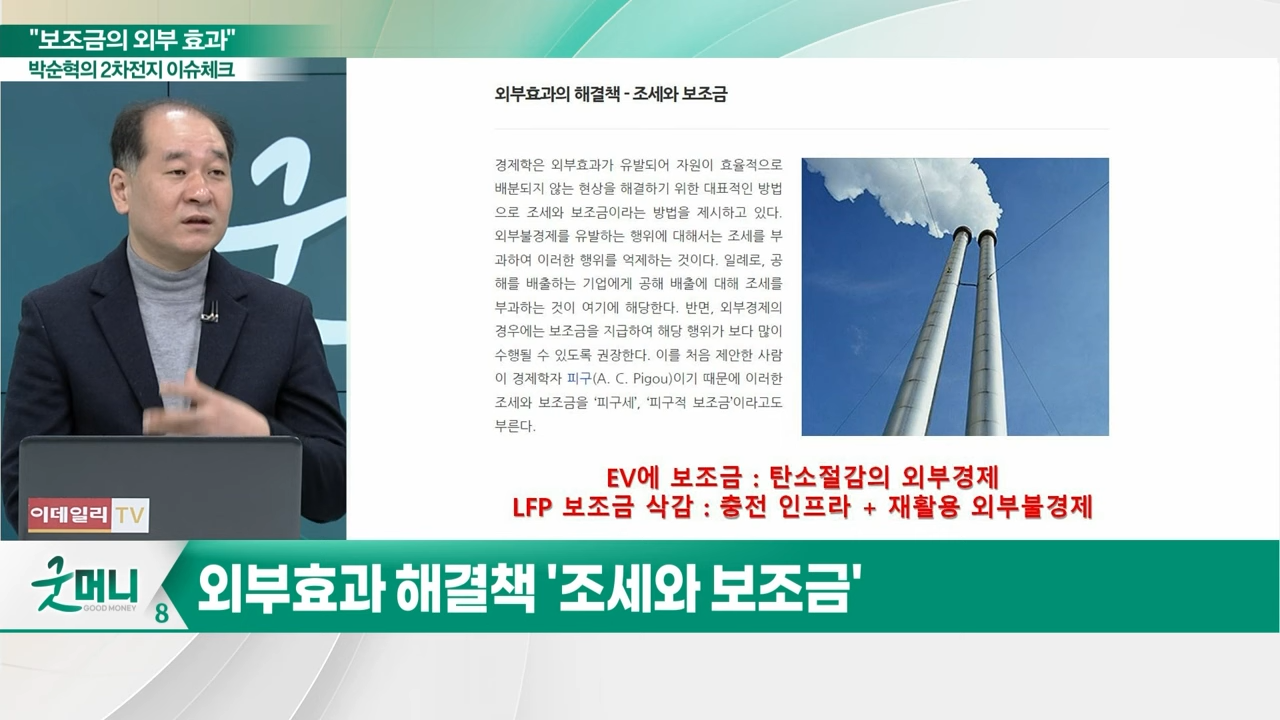 "보조금의 외부 효과"
박순혁의 2차전지 이슈체크
외부효과의 해결책 - 조세와 보조금
경제학은 외부효과가 유발되어 자원이 효율적으로
배분되지 않는 현상을 해결하기 위한 대표적인 방법
으로 조세와 보조금이라는 방법을 제시하고 있다.
외부불경제를 유발하는 행위에 대해서는 조세를 부
과하여 이러한 행위를 억제하는 것이다. 일례로, 공
해를 배출하는 기업에게 공해 배출에 대해 조세를
부과하는 것이 여기에 해당한다. 반면, 외부경제의
경우에는 보조금을 지급하여 해당 행위가 보다 많이
수행될 수 있도록 권장한다. 이를 처음 제안한 사람
이 경제학자 피구(A. C. Pigou)이기 때문에 이러한
조세와 보조금을 ‘피구세’, ‘피구적 보조금’이라고도
부른다.
EV에 보조금 : 탄소절감의 외부경제
LFP 보조금 삭감 : 충전 인프라 + 재활용 외부불경제
이데일리TV
굿머니
GOOD MONEY
8
외부효과 해결책 '조세와 보조금'